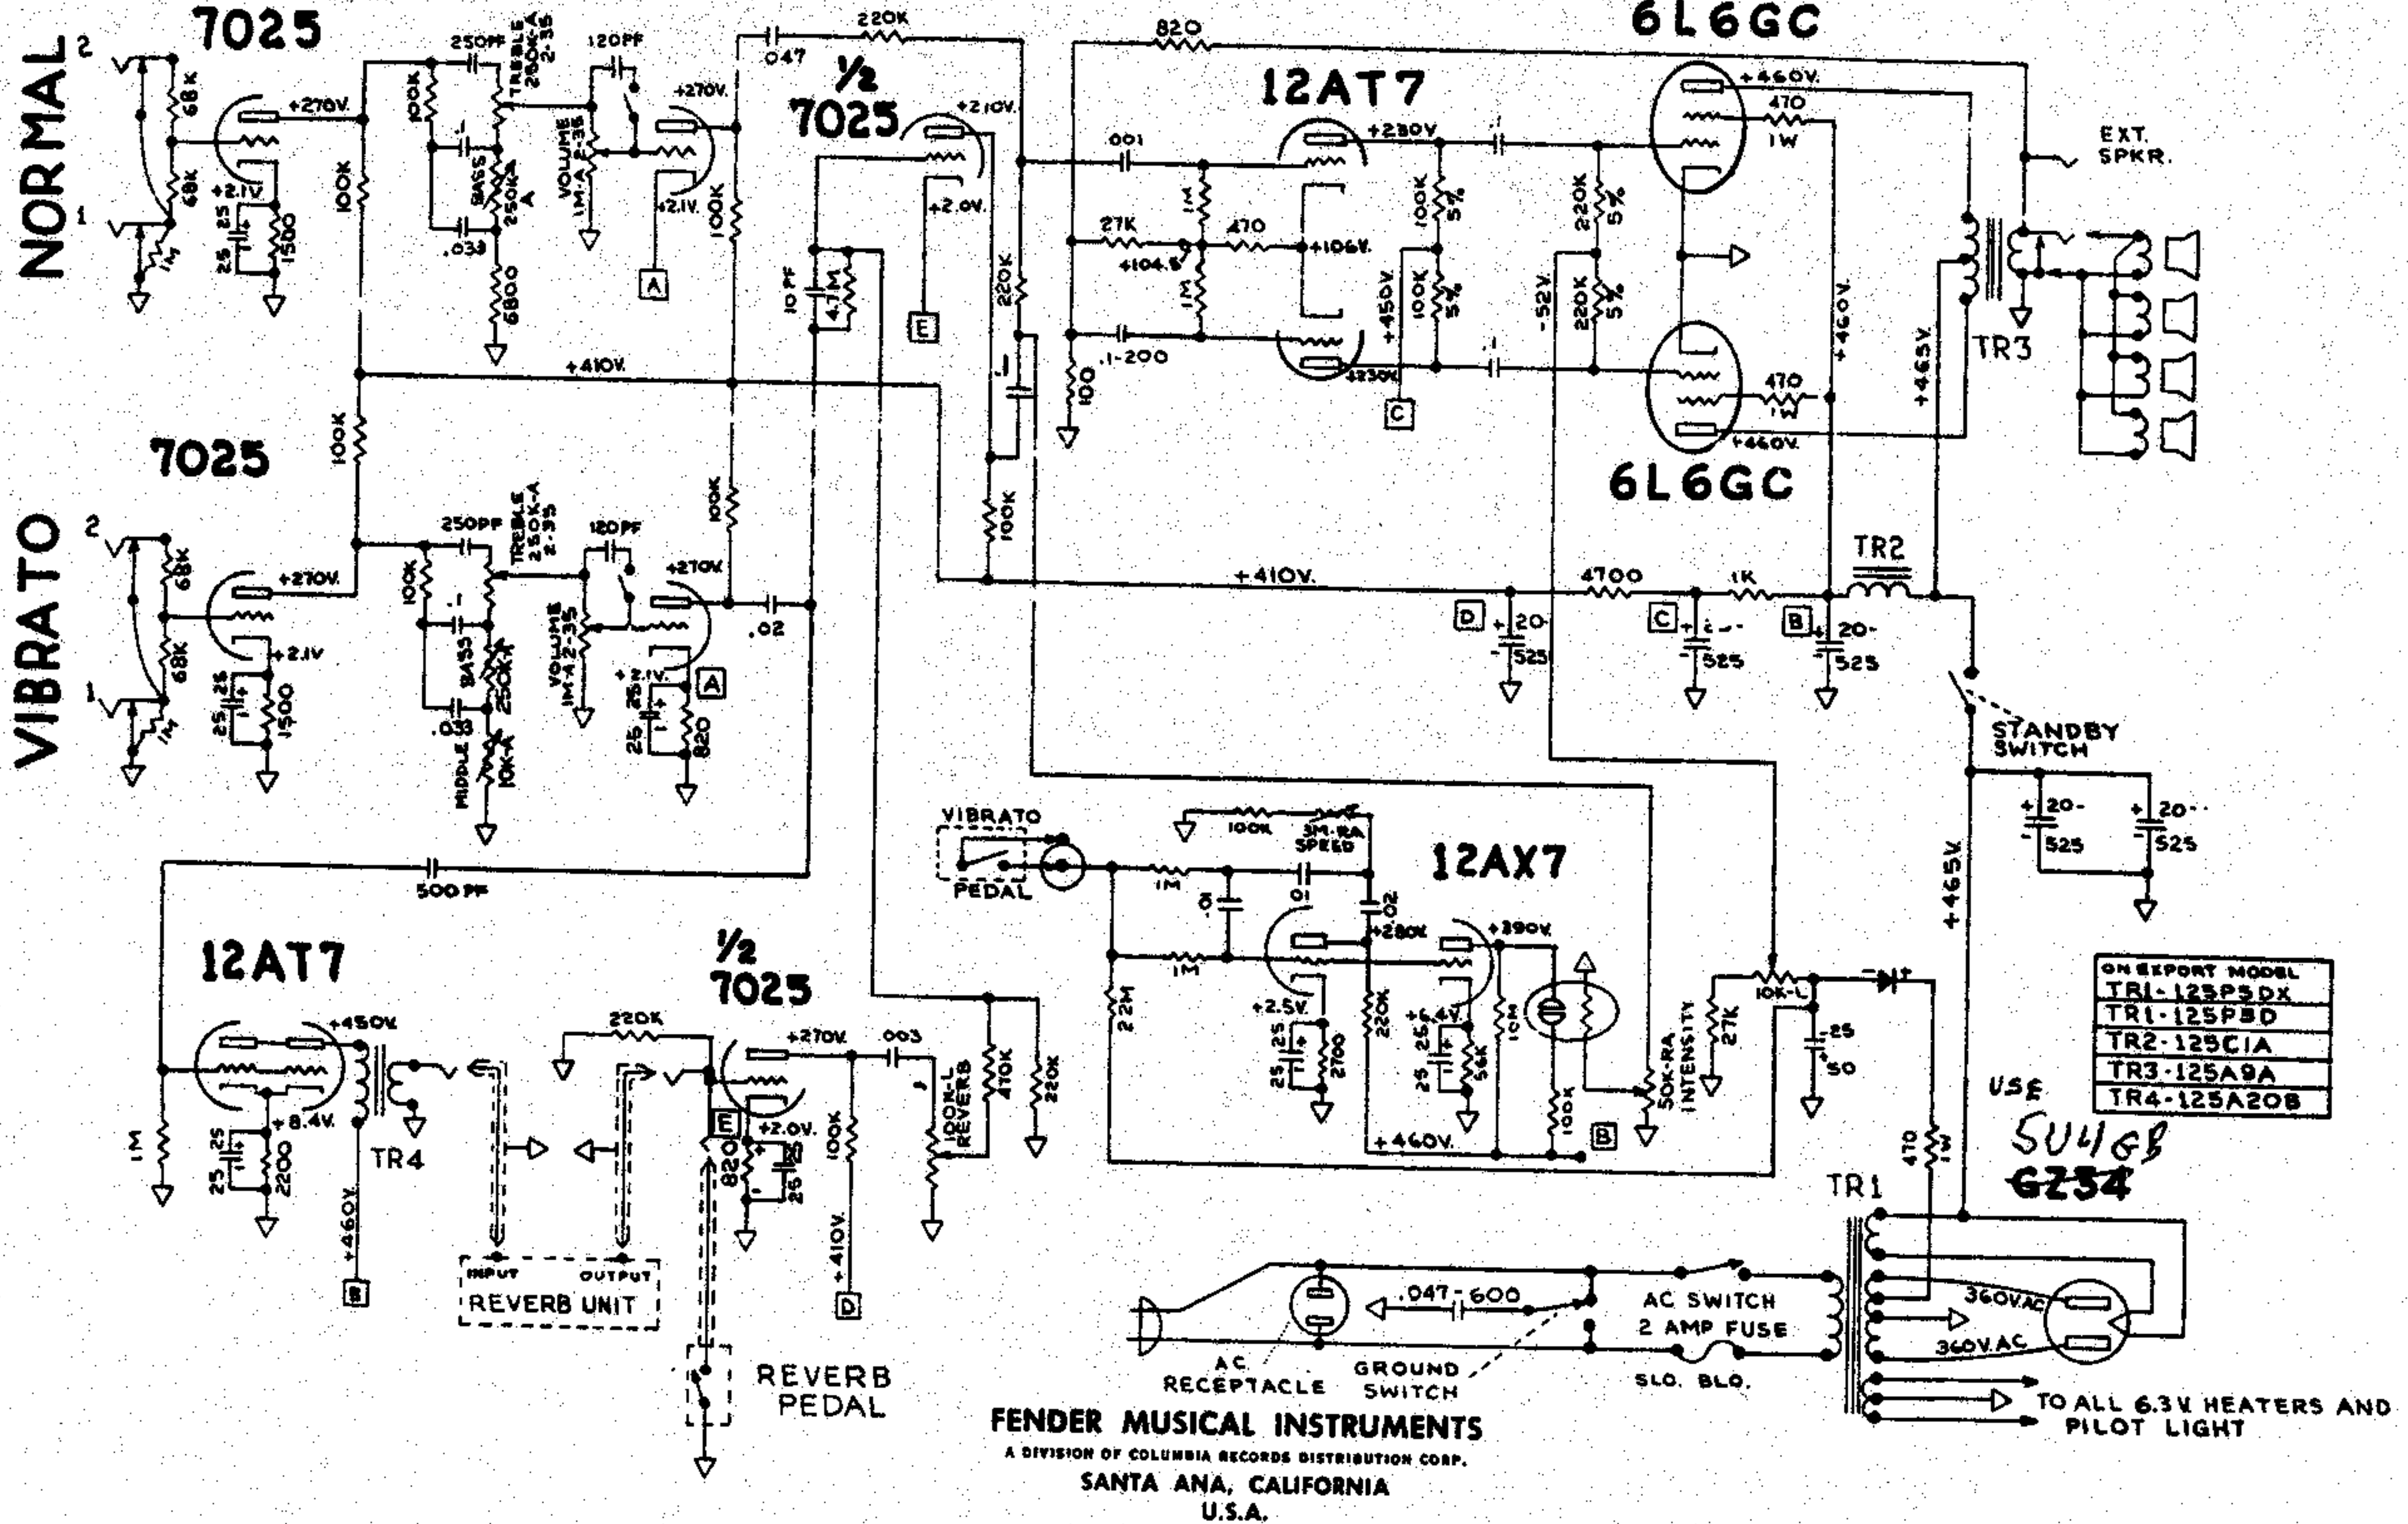 NORMAL
2
1
7025
68K
68K
+270V.
+2.1V.
25 25
1500
100K
100K
250PF
TREBLE
250K-A
2-35
120PF
BASS
250K-A
.033
6800
VOLUME
1M-A 2-35
+270V.
+2.1V.
A
100K
.047
220K
1/2
7025
+210V.
+2.0V.
E
10 PF
4.7M
220K
.1
100K
+410V.
820
12AT7
.001
+230V
1M
27K
470
+106V.
+104.5
1M
.1-200
100
+230V.
100K
5%
+450V.
100K
5%
C
.1
.1
220K
5%
-52V.
220K
5%
6L6GC
+460V.
470
1W
+460V.
470
1W
+460V.
6L6GC
+465V.
TR3
EXT.
SPKR.
VIBRATO
2
1
7025
68K
68K
+270V.
+2.1V
25 25
1500
100K
100K
250PF
TREBLE
250K-A
2-35
120PF
BASS
250K-A
.033
MIDDLE
10K-A
VOLUME
1M-A 2-35
+270V.
+2.1V.
25 25
820
A
100K
.02
+410V.
D
20-
525
4700
C
525
1K
B
20-
525
TR2
STANDBY
SWITCH
20-
525
20-
525
+465V.
500 PF
12AT7
1M
+450V.
+8.4V.
25 25
2200
TR4
+460V.
B
INPUT
OUTPUT
REVERB UNIT
220K
1/2
7025
+270V.
.003
E
+2.0V.
820
25 25
100K
+410V.
D
100K-L
REVERB
470K
220K
REVERB
PEDAL
VIBRATO
PEDAL
100K
3M-RA
SPEED
1M
.01
.01
.02
1M
22M
12AX7
+280V.
+2.5V.
25 25
2700
220K
+390V.
25 25
56K
10M
100K
+460V.
B
50K-RA
INTENSITY
27K
10K-L
25
50
470
1W
ON EXPORT MODEL
TR1-125P5DX
TR1-125P5D
TR2-125C1A
TR3-125A9A
TR4-125A20B
USE
5U4GB
GZ34
TR1
360VAC
360V.AC
.047-600
AC SWITCH
2 AMP FUSE
SLO. BLO.
AC
RECEPTACLE
GROUND
SWITCH
TO ALL 6.3V. HEATERS AND
PILOT LIGHT
FENDER MUSICAL INSTRUMENTS
A DIVISION OF COLUMBIA RECORDS DISTRIBUTION CORP.
SANTA ANA, CALIFORNIA
U.S.A.